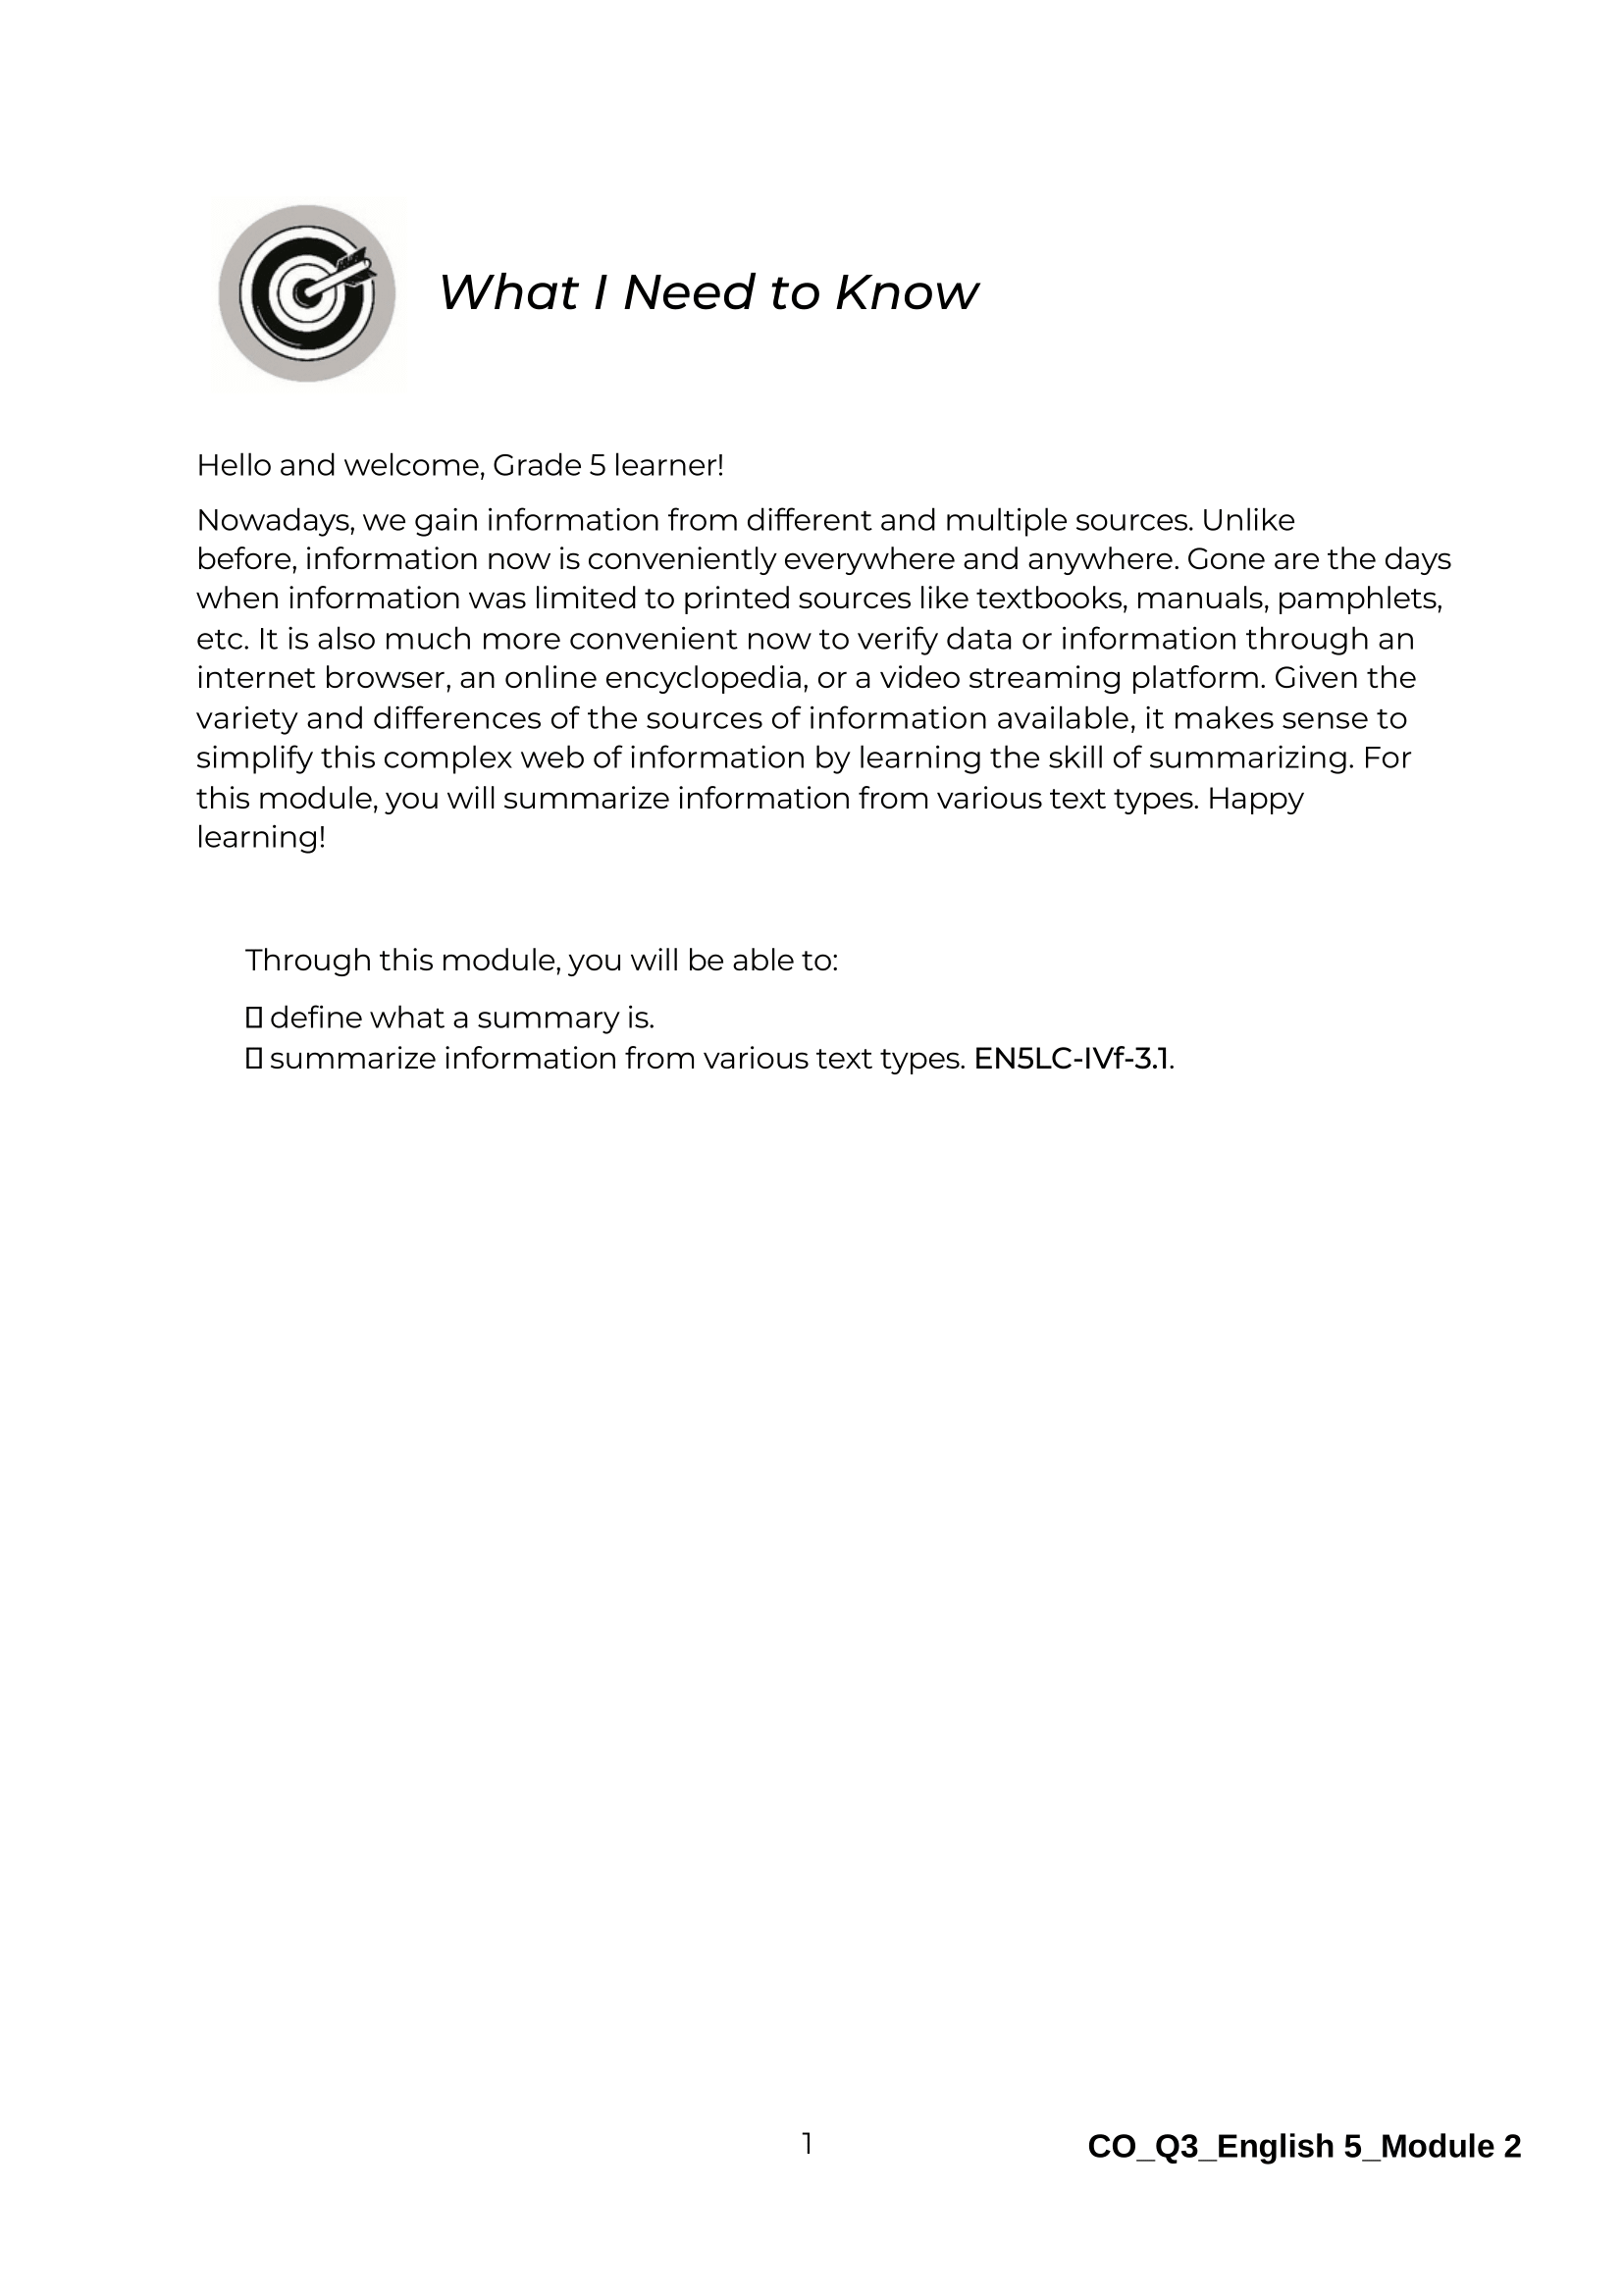 What I Need to Know
Hello and welcome, Grade 5 learner!
Nowadays, we gain information from different and multiple sources. Unlike
before, information now is conveniently everywhere and anywhere. Gone are the days
when information was limited to printed sources like textbooks, manuals, pamphlets,
etc. It is also much more convenient now to verify data or information through an
internet browser, an online encyclopedia, or a video streaming platform. Given the
variety and differences of the sources of information available, it makes sense to
simplify this complex web of information by learning the skill of summarizing. For
this module, you will summarize information from various text types. Happy
learning!
Through this module, you will be able to:
 define what a summary is.
 summarize information from various text types. EN5LC-IVf-3.1.
1 CO_Q3_English 5_Module 2